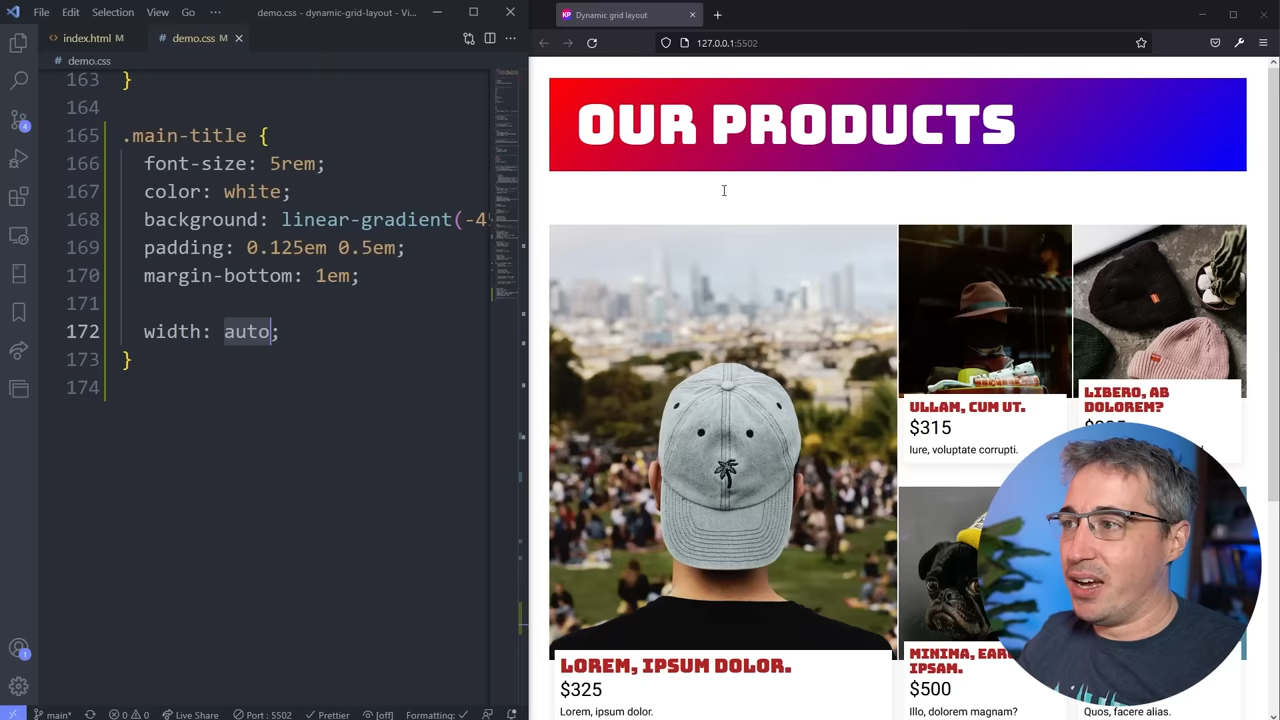 File Edit Selection View Go ··· demo.css - dynamic-grid-layout - Vi...
index.html M
demo.css M
demo.css
163 }
164
165 .main-title {
166 font-size: 5rem;
167 color: white;
168 background: linear-gradient(-4
169 padding: 0.125em 0.5em;
170 margin-bottom: 1em;
171
172 width: auto;
173 }
174
main* 0 0 Live Share Port : 5502 Prettier [off] Formatting: ✓
KP Dynamic grid layout
127.0.0.1:5502
OUR PRODUCTS
LOREM, IPSUM DOLOR.
$325
Lorem, ipsum dolor.
ULLAM, CUM UT.
$315
Iure, voluptate corrupti.
LIBERO, AB
DOLOREM?
MINIMA, EAR
IPSAM.
$500
Illo, dolorem magnam?
Quos, facere alias.